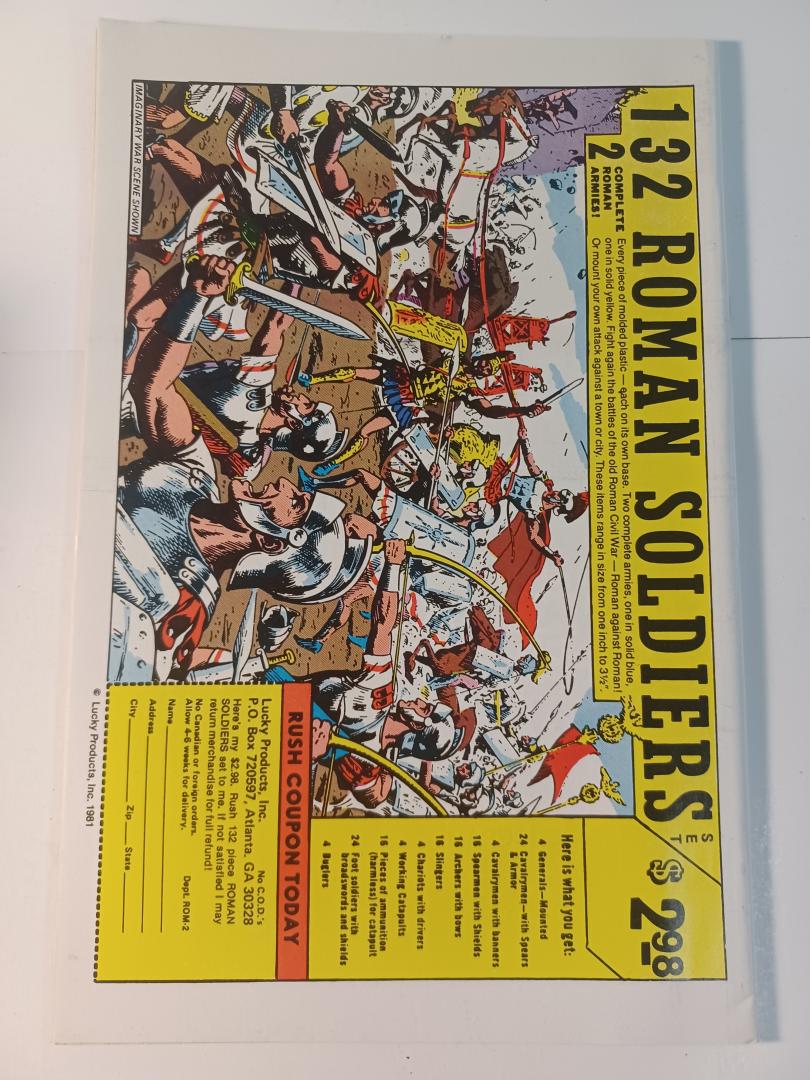 132 ROMAN SOLDIERS
SET
$2.98
2 COMPLETE
ROMAN
ARMIES!
Every piece of molded plastic — each on its own base. Two complete armies, one in solid blue,
one in solid yellow. Fight again the battles of the old Roman Civil War — Roman against Roman!
Or mount your own attack against a town or city. These items range in size from one inch to 3½".
IMAGINARY WAR SCENE SHOWN
Here is what you get:
4 Generals—Mounted
24 Cavalrymen—with Spears
& Armor
4 Cavalrymen with banners
16 Spearmen with Shields
16 Archers with bows
16 Slingers
4 Chariots with drivers
4 Working Catapults
16 Pieces of ammunition
(harmless) for catapult
24 Foot soldiers with
broadswords and shields
4 Buglers
RUSH COUPON TODAY
Lucky Products, Inc. No C.O.D.'s
P.O. Box 720597, Atlanta, GA 30328
Here's my $2.98. Rush 132 piece ROMAN
SOLDIERS set to me. If not satisfied I may
return merchandise for full refund!
No Canadian or foreign orders.
Allow 4-6 weeks for delivery. Dept. ROM-2
Name
Address
City Zip State
© Lucky Products, Inc. 1981